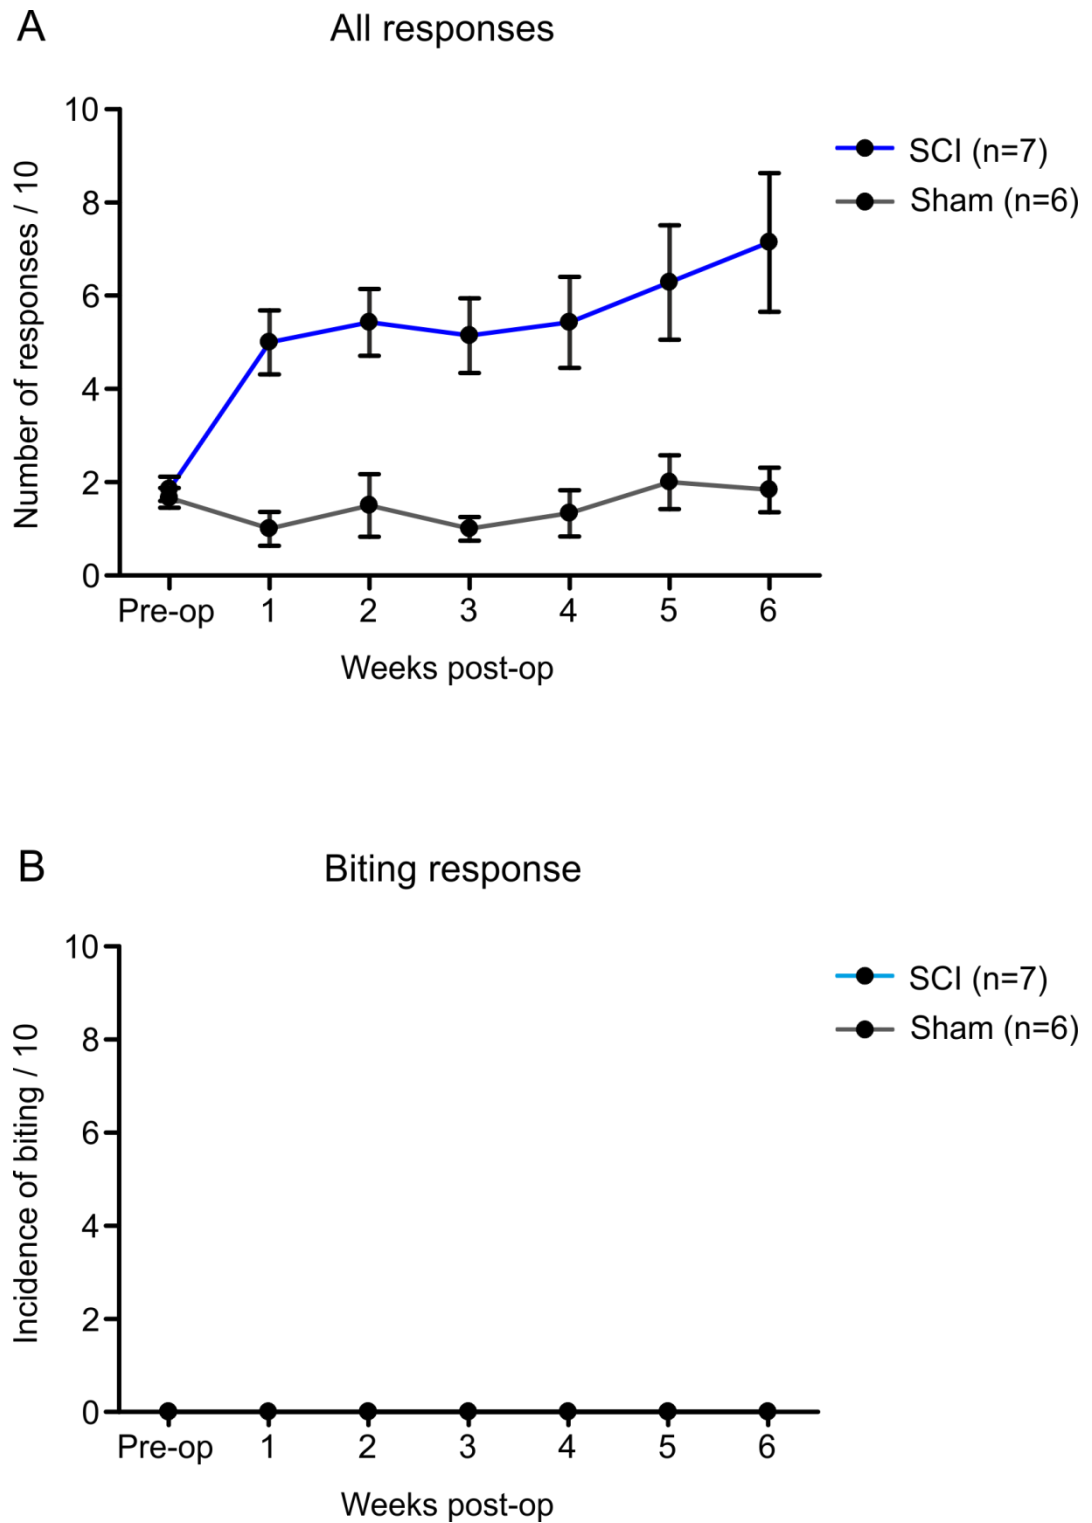 A
All responses
10
8
6
4
2
0
Number of responses / 10
Pre-op 1 2 3 4 5 6
Weeks post-op
SCI (n=7)
Sham (n=6)
B
Biting response
10
8
6
4
2
0
Incidence of biting / 10
Pre-op 1 2 3 4 5 6
Weeks post-op
SCI (n=7)
Sham (n=6)